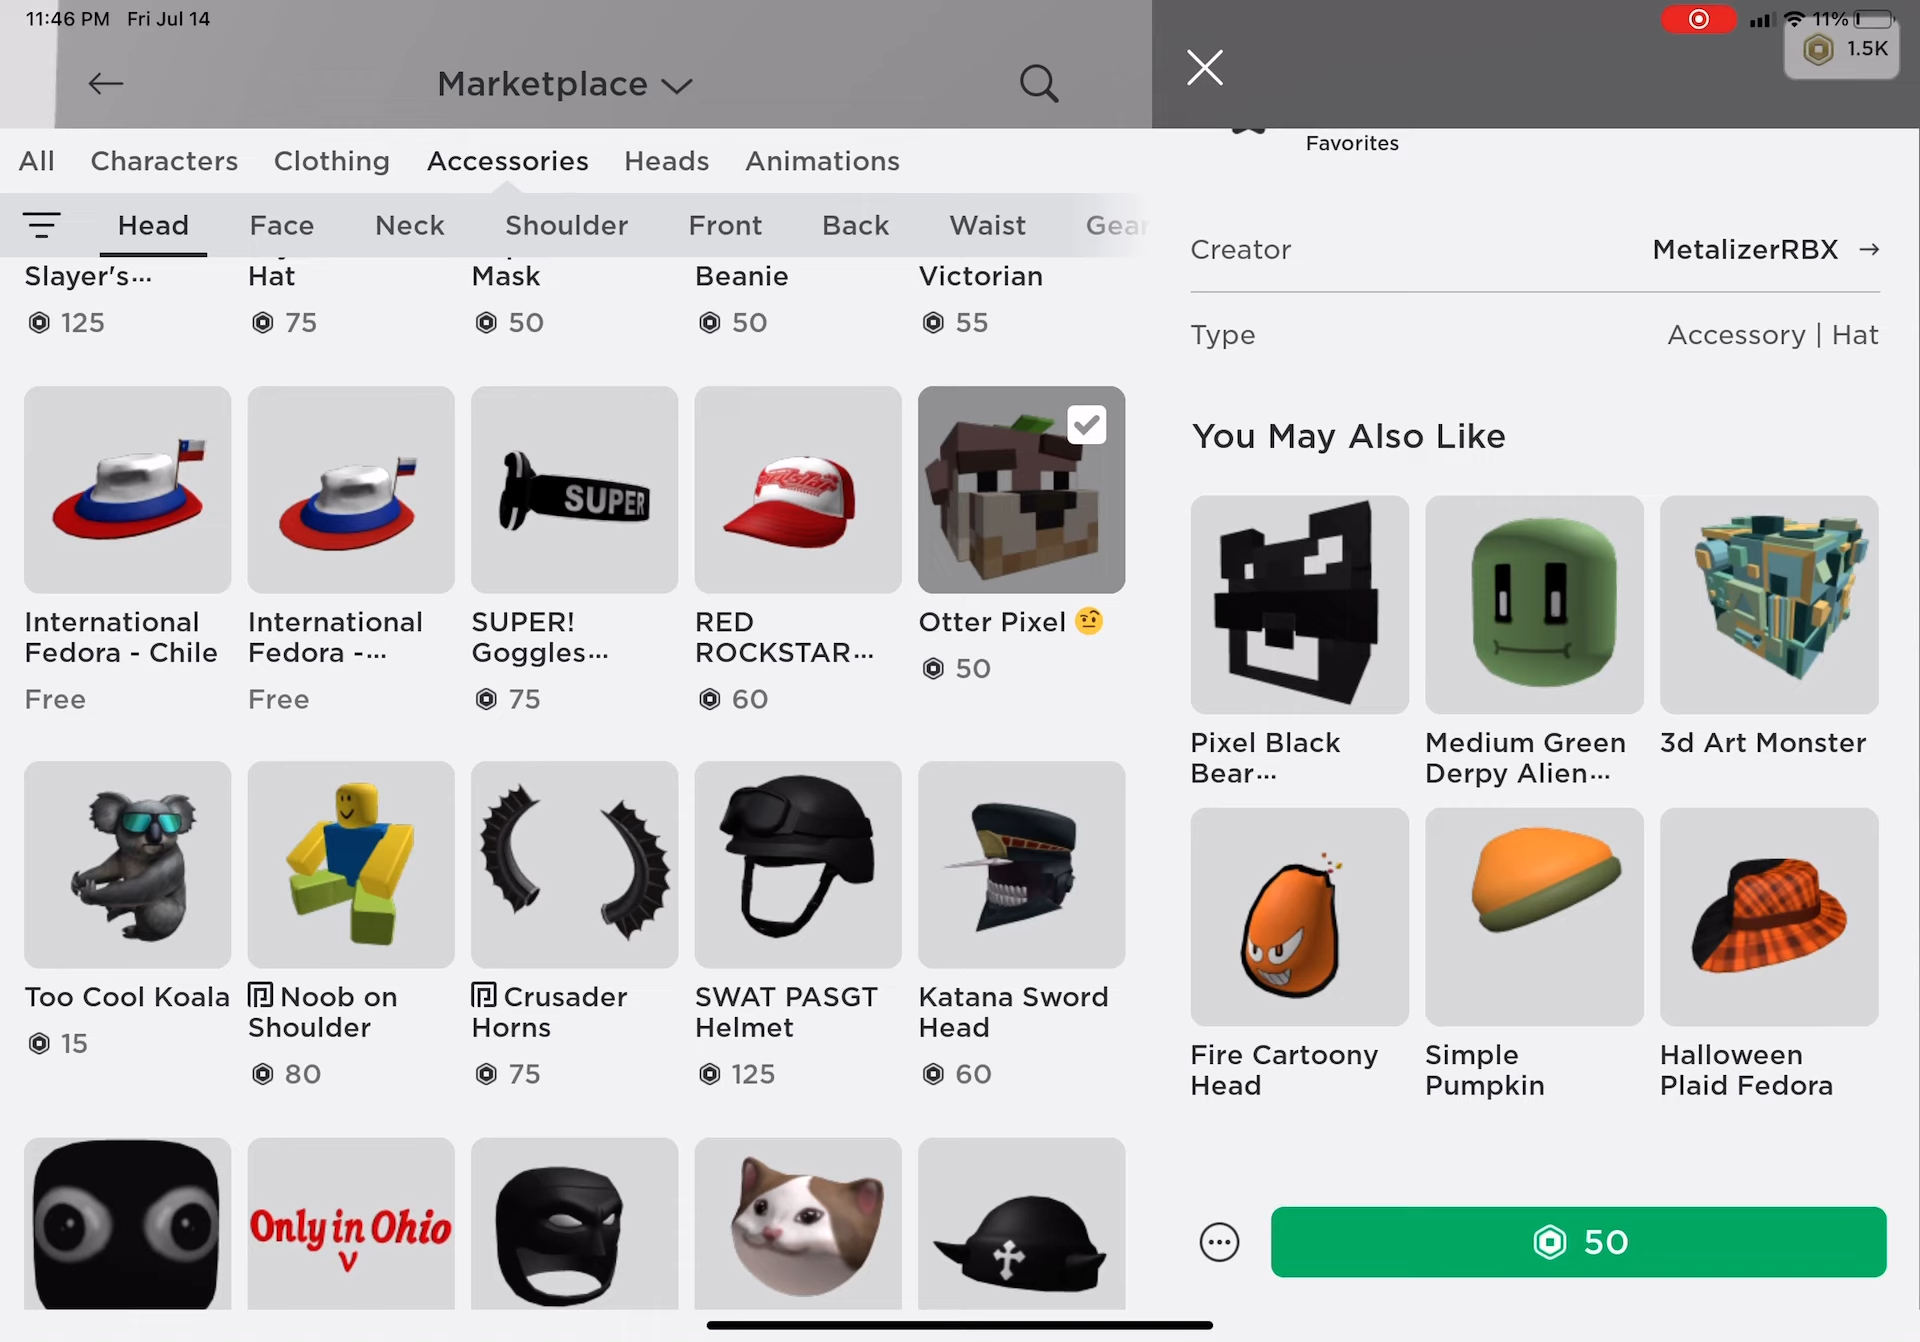 11:46 PM Fri Jul 14
11%
Marketplace
1.5K
All Characters Clothing Accessories Heads Animations
Favorites
Head Face Neck Shoulder Front Back Waist Gear
Creator
MetalizerRBX →
Slayer's...
Hat
Mask
Beanie
Victorian
125
75
50
50
55
Type
Accessory | Hat
You May Also Like
SUPER
International
Fedora - Chile
Free
International
Fedora -...
Free
SUPER!
Goggles...
75
RED
ROCKSTAR...
60
Otter Pixel 🤨
50
Pixel Black
Bear...
Medium Green
Derpy Alien...
3d Art Monster
Too Cool Koala
15
Noob on
Shoulder
80
Crusader
Horns
75
SWAT PASGT
Helmet
125
Katana Sword
Head
60
Fire Cartoony
Head
Simple
Pumpkin
Halloween
Plaid Fedora
Only in Ohio
v
50